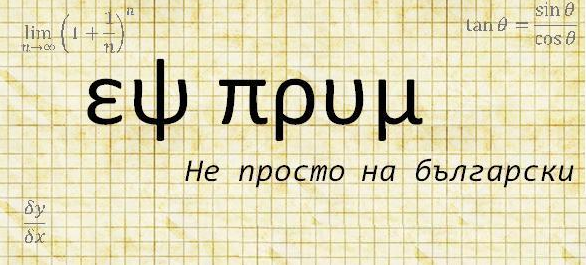 lim n→∞ (1 + 1/n)^n
tan θ = sin θ / cos θ
εψ πρυμ
Не просто на български
δy / δx